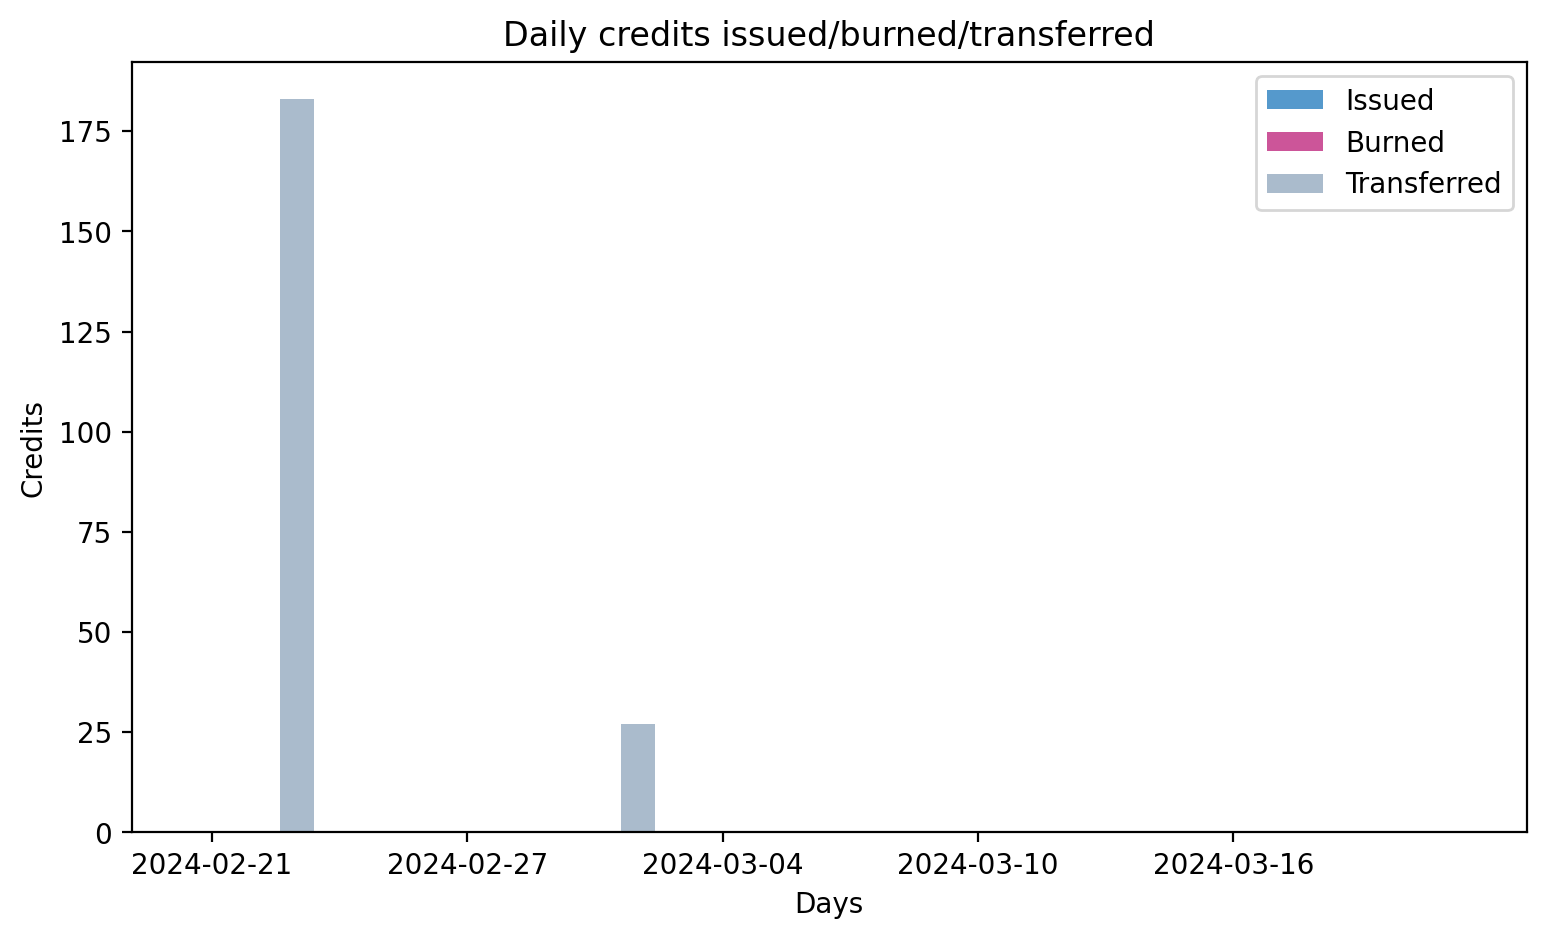 Daily credits issued/burned/transferred
Issued
Burned
Transferred
175
150
125
100
75
50
25
0
Credits
2024-02-21
2024-02-27
2024-03-04
2024-03-10
2024-03-16
Days